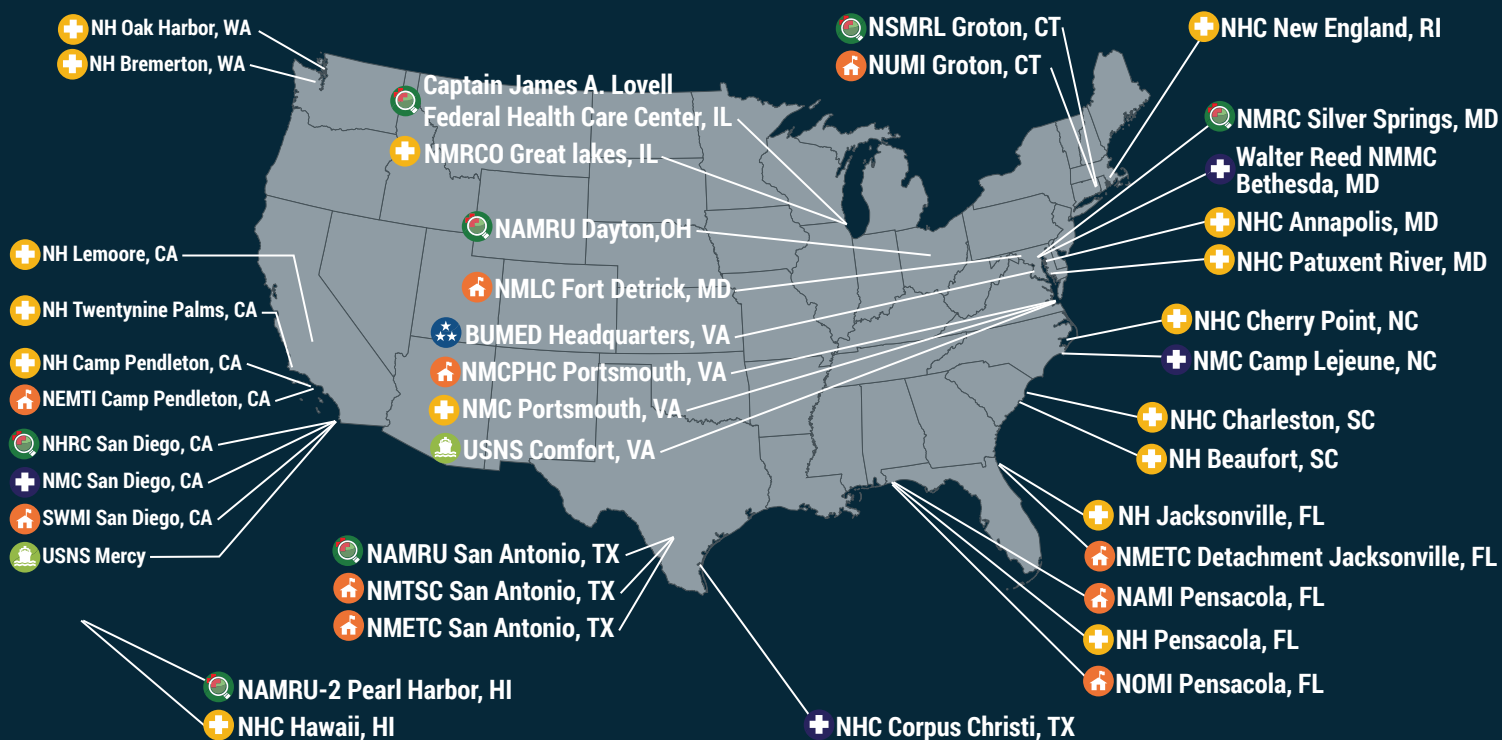 NH Oak Harbor, WA
NH Bremerton, WA
Captain James A. Lovell
Federal Health Care Center, IL
NMRCO Great lakes, IL
NAMRU Dayton,OH
NMLC Fort Detrick, MD
BUMED Headquarters, VA
NMCPHC Portsmouth, VA
NMC Portsmouth, VA
USNS Comfort, VA
NSMRL Groton, CT
NUMI Groton, CT
NHC New England, RI
NMRC Silver Springs, MD
Walter Reed NMMC
Bethesda, MD
NHC Annapolis, MD
NHC Patuxent River, MD
NHC Cherry Point, NC
NMC Camp Lejeune, NC
NHC Charleston, SC
NH Beaufort, SC
NH Jacksonville, FL
NMETC Detachment Jacksonville, FL
NAMI Pensacola, FL
NH Pensacola, FL
NOMI Pensacola, FL
NH Lemoore, CA
NH Twentynine Palms, CA
NH Camp Pendleton, CA
NEMTI Camp Pendleton, CA
NHRC San Diego, CA
NMC San Diego, CA
SWMI San Diego, CA
USNS Mercy
NAMRU San Antonio, TX
NMTSC San Antonio, TX
NMETC San Antonio, TX
NAMRU-2 Pearl Harbor, HI
NHC Hawaii, HI
NHC Corpus Christi, TX